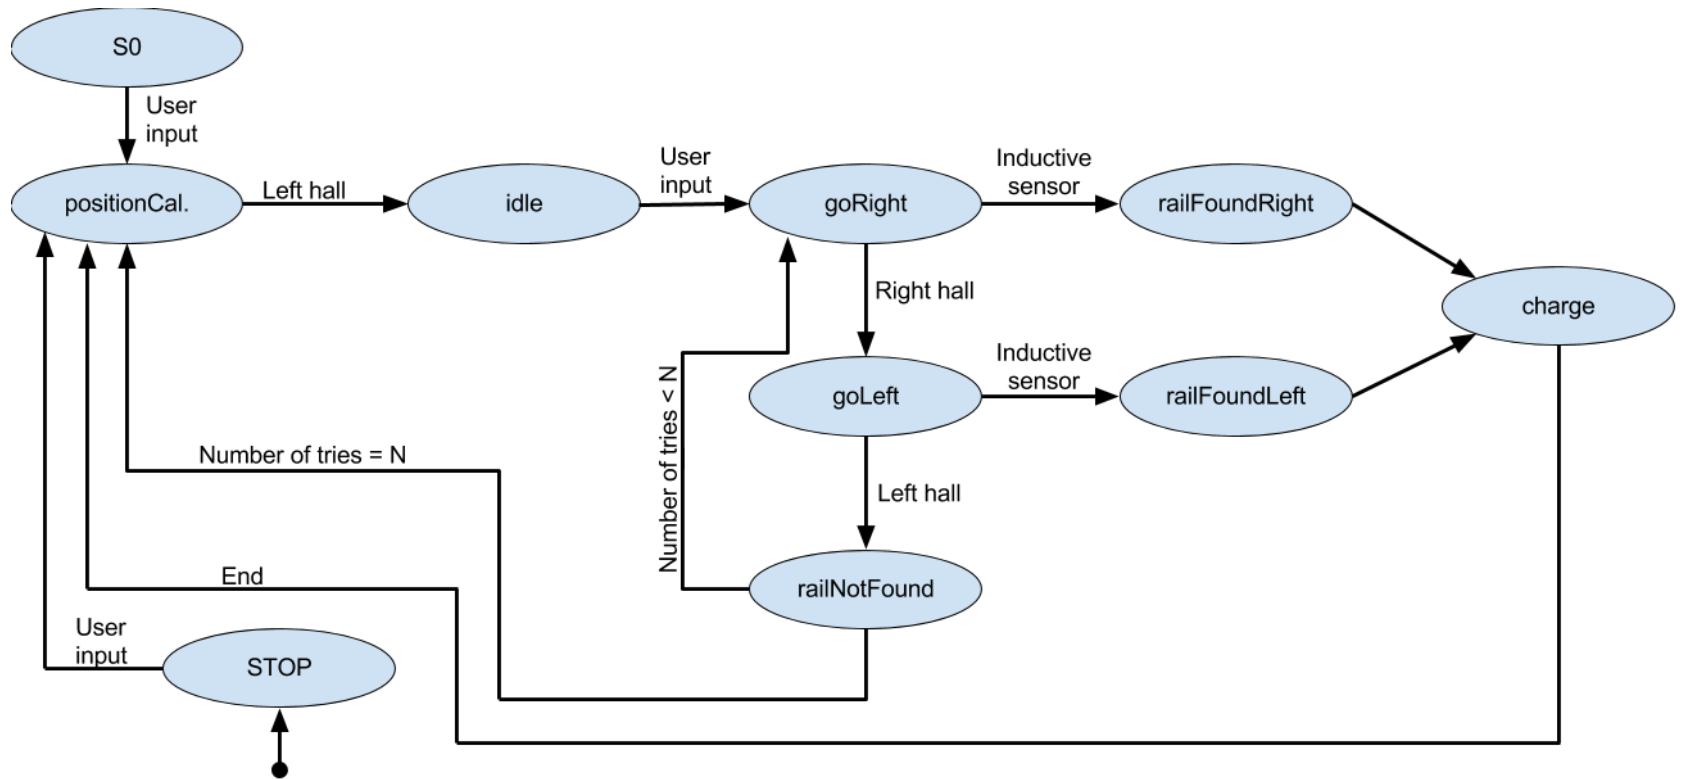 S0
User
input
positionCal.
Left hall
idle
User
input
goRight
Inductive
sensor
railFoundRight
Right hall
charge
goLeft
Inductive
sensor
railFoundLeft
Number of tries < N
Number of tries = N
Left hall
End
railNotFound
User
input
STOP